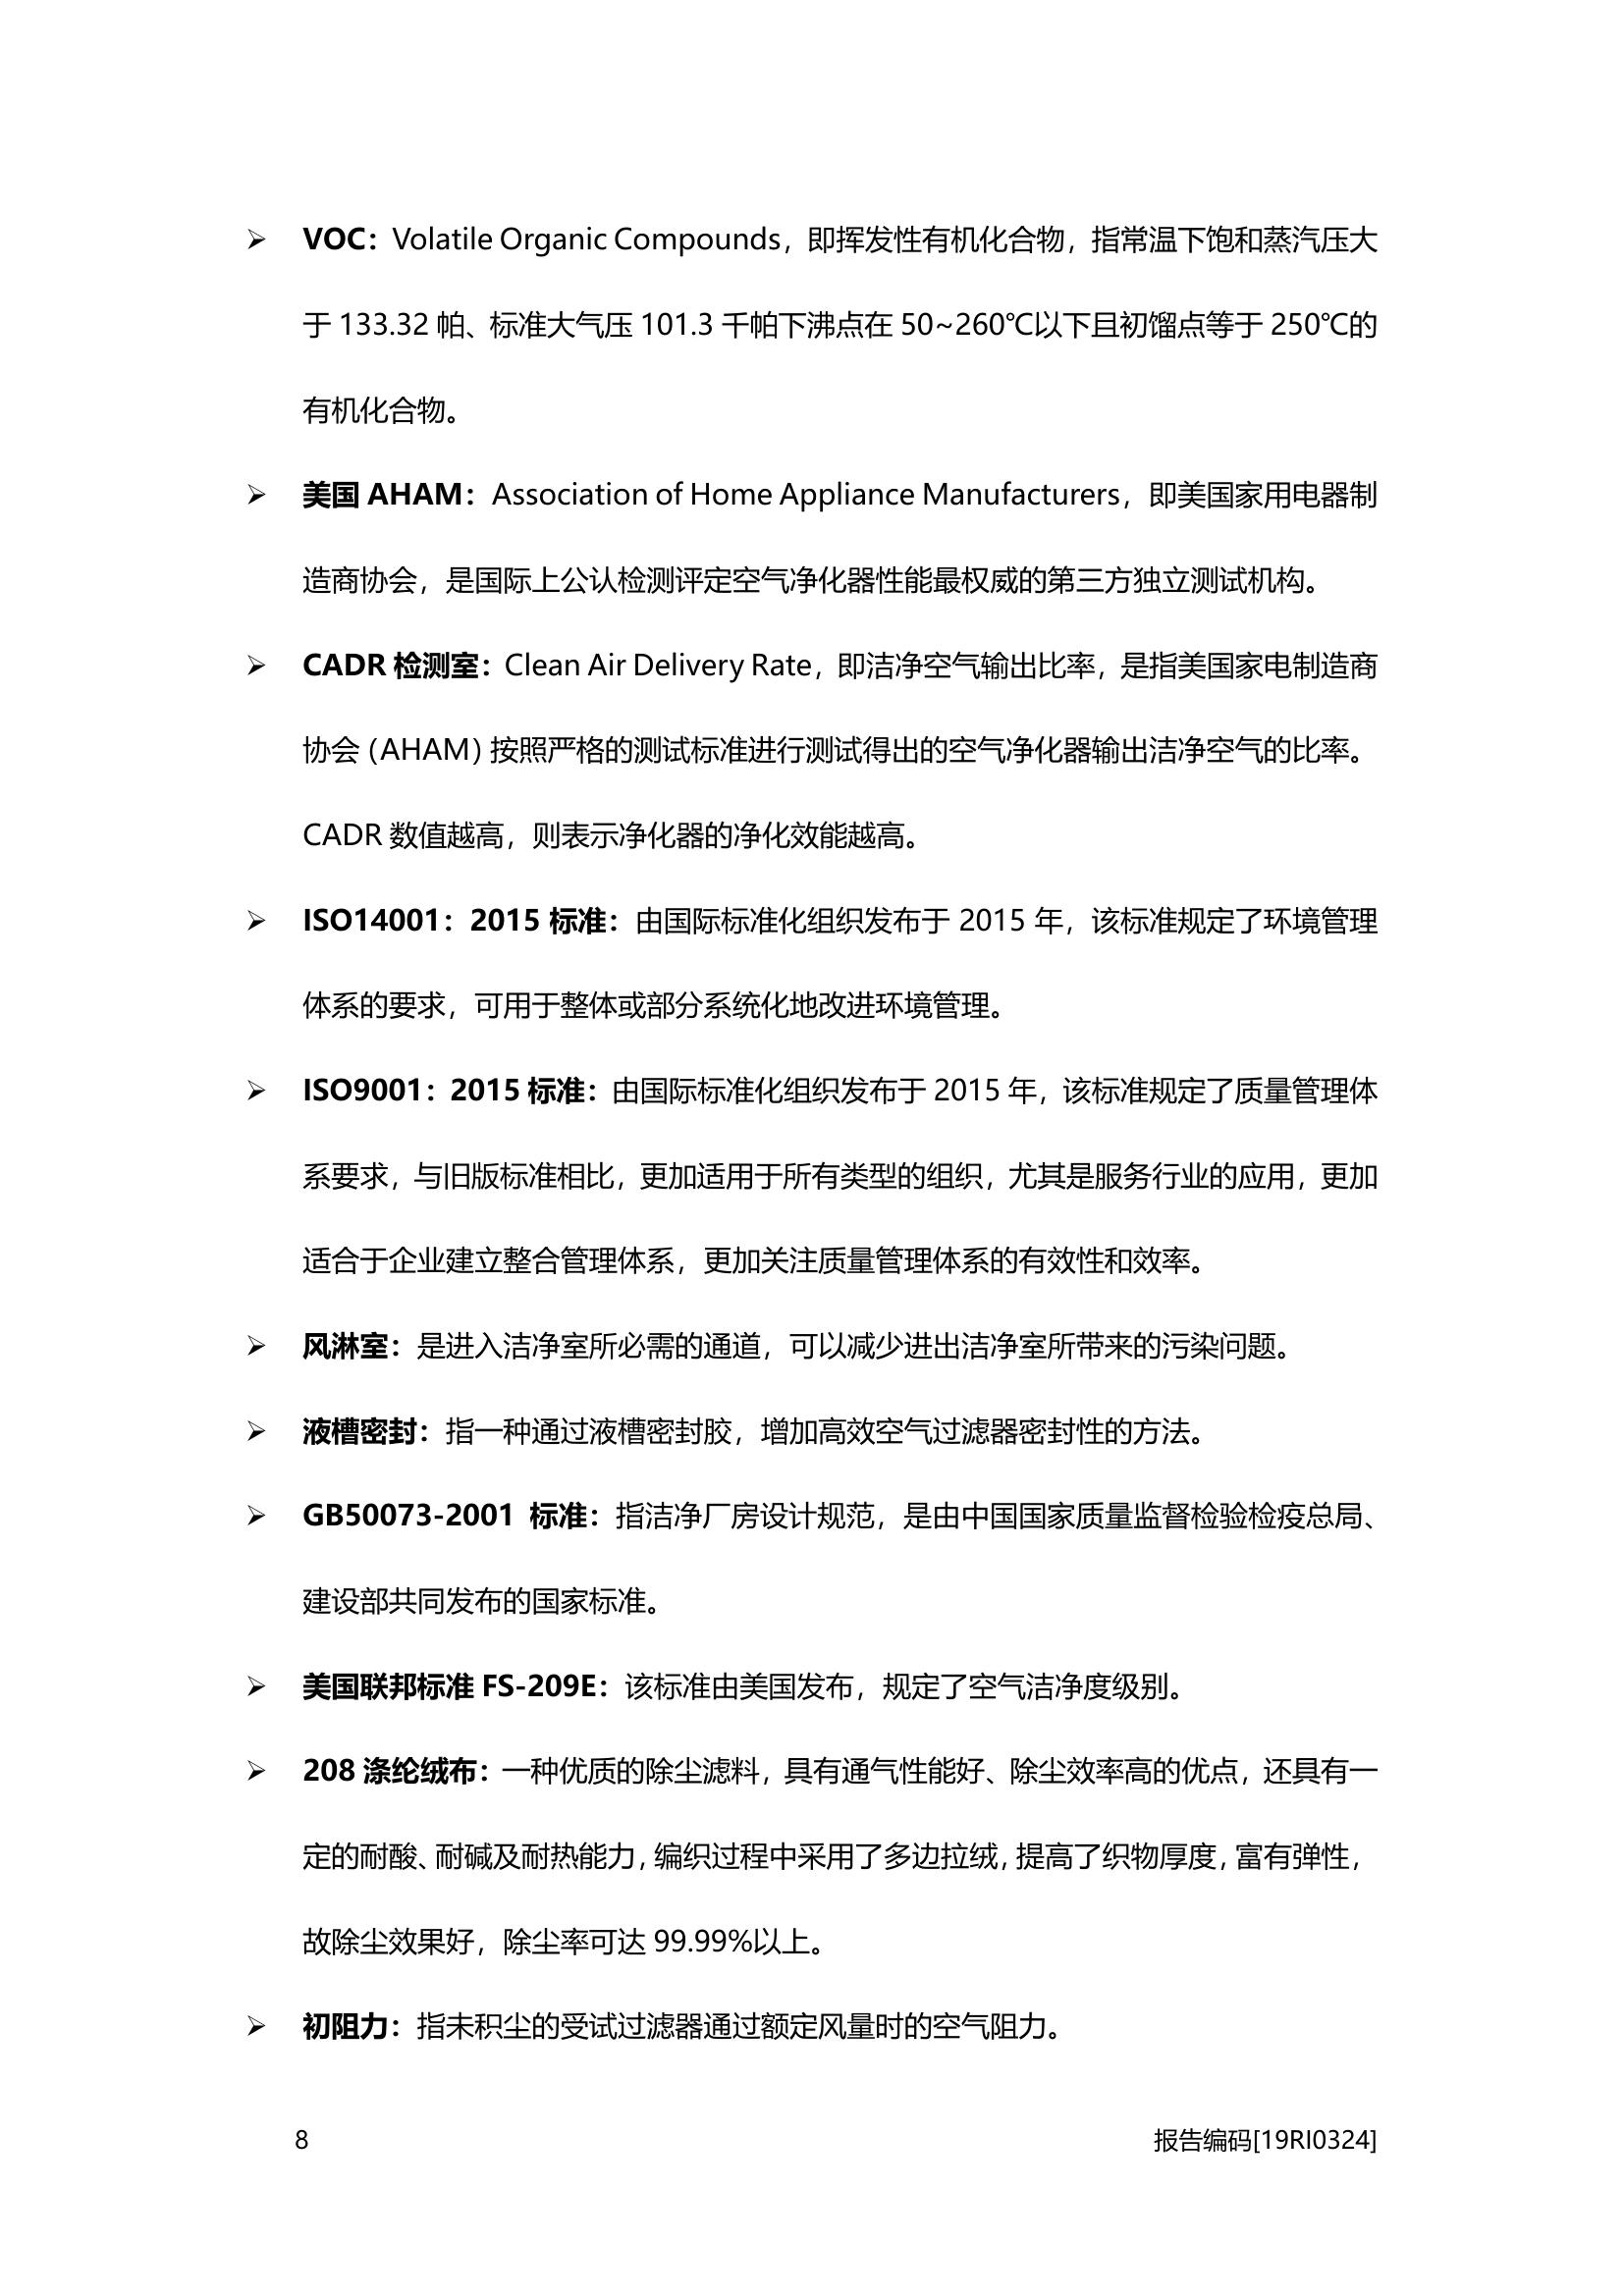 ➢ VOC：Volatile Organic Compounds，即挥发性有机化合物，指常温下饱和蒸汽压大
于 133.32 帕、标准大气压 101.3 千帕下沸点在 50~260℃以下且初馏点等于 250℃的
有机化合物。
➢ 美国 AHAM：Association of Home Appliance Manufacturers，即美国家用电器制
造商协会，是国际上公认检测评定空气净化器性能最权威的第三方独立测试机构。
➢ CADR 检测室：Clean Air Delivery Rate，即洁净空气输出比率，是指美国家电制造商
协会（AHAM）按照严格的测试标准进行测试得出的空气净化器输出洁净空气的比率。
CADR 数值越高，则表示净化器的净化效能越高。
➢ ISO14001：2015 标准：由国际标准化组织发布于 2015 年，该标准规定了环境管理
体系的要求，可用于整体或部分系统化地改进环境管理。
➢ ISO9001：2015 标准：由国际标准化组织发布于 2015 年，该标准规定了质量管理体
系要求，与旧版标准相比，更加适用于所有类型的组织，尤其是服务行业的应用，更加
适合于企业建立整合管理体系，更加关注质量管理体系的有效性和效率。
➢ 风淋室：是进入洁净室所必需的通道，可以减少进出洁净室所带来的污染问题。
➢ 液槽密封：指一种通过液槽密封胶，增加高效空气过滤器密封性的方法。
➢ GB50073-2001 标准：指洁净厂房设计规范，是由中国国家质量监督检验检疫总局、
建设部共同发布的国家标准。
➢ 美国联邦标准 FS-209E：该标准由美国发布，规定了空气洁净度级别。
➢ 208 涤纶绒布：一种优质的除尘滤料，具有通气性能好、除尘效率高的优点，还具有一
定的耐酸、耐碱及耐热能力，编织过程中采用了多边拉绒，提高了织物厚度，富有弹性，
故除尘效果好，除尘率可达 99.99%以上。
➢ 初阻力：指未积尘的受试过滤器通过额定风量时的空气阻力。
8 报告编码[19RI0324]